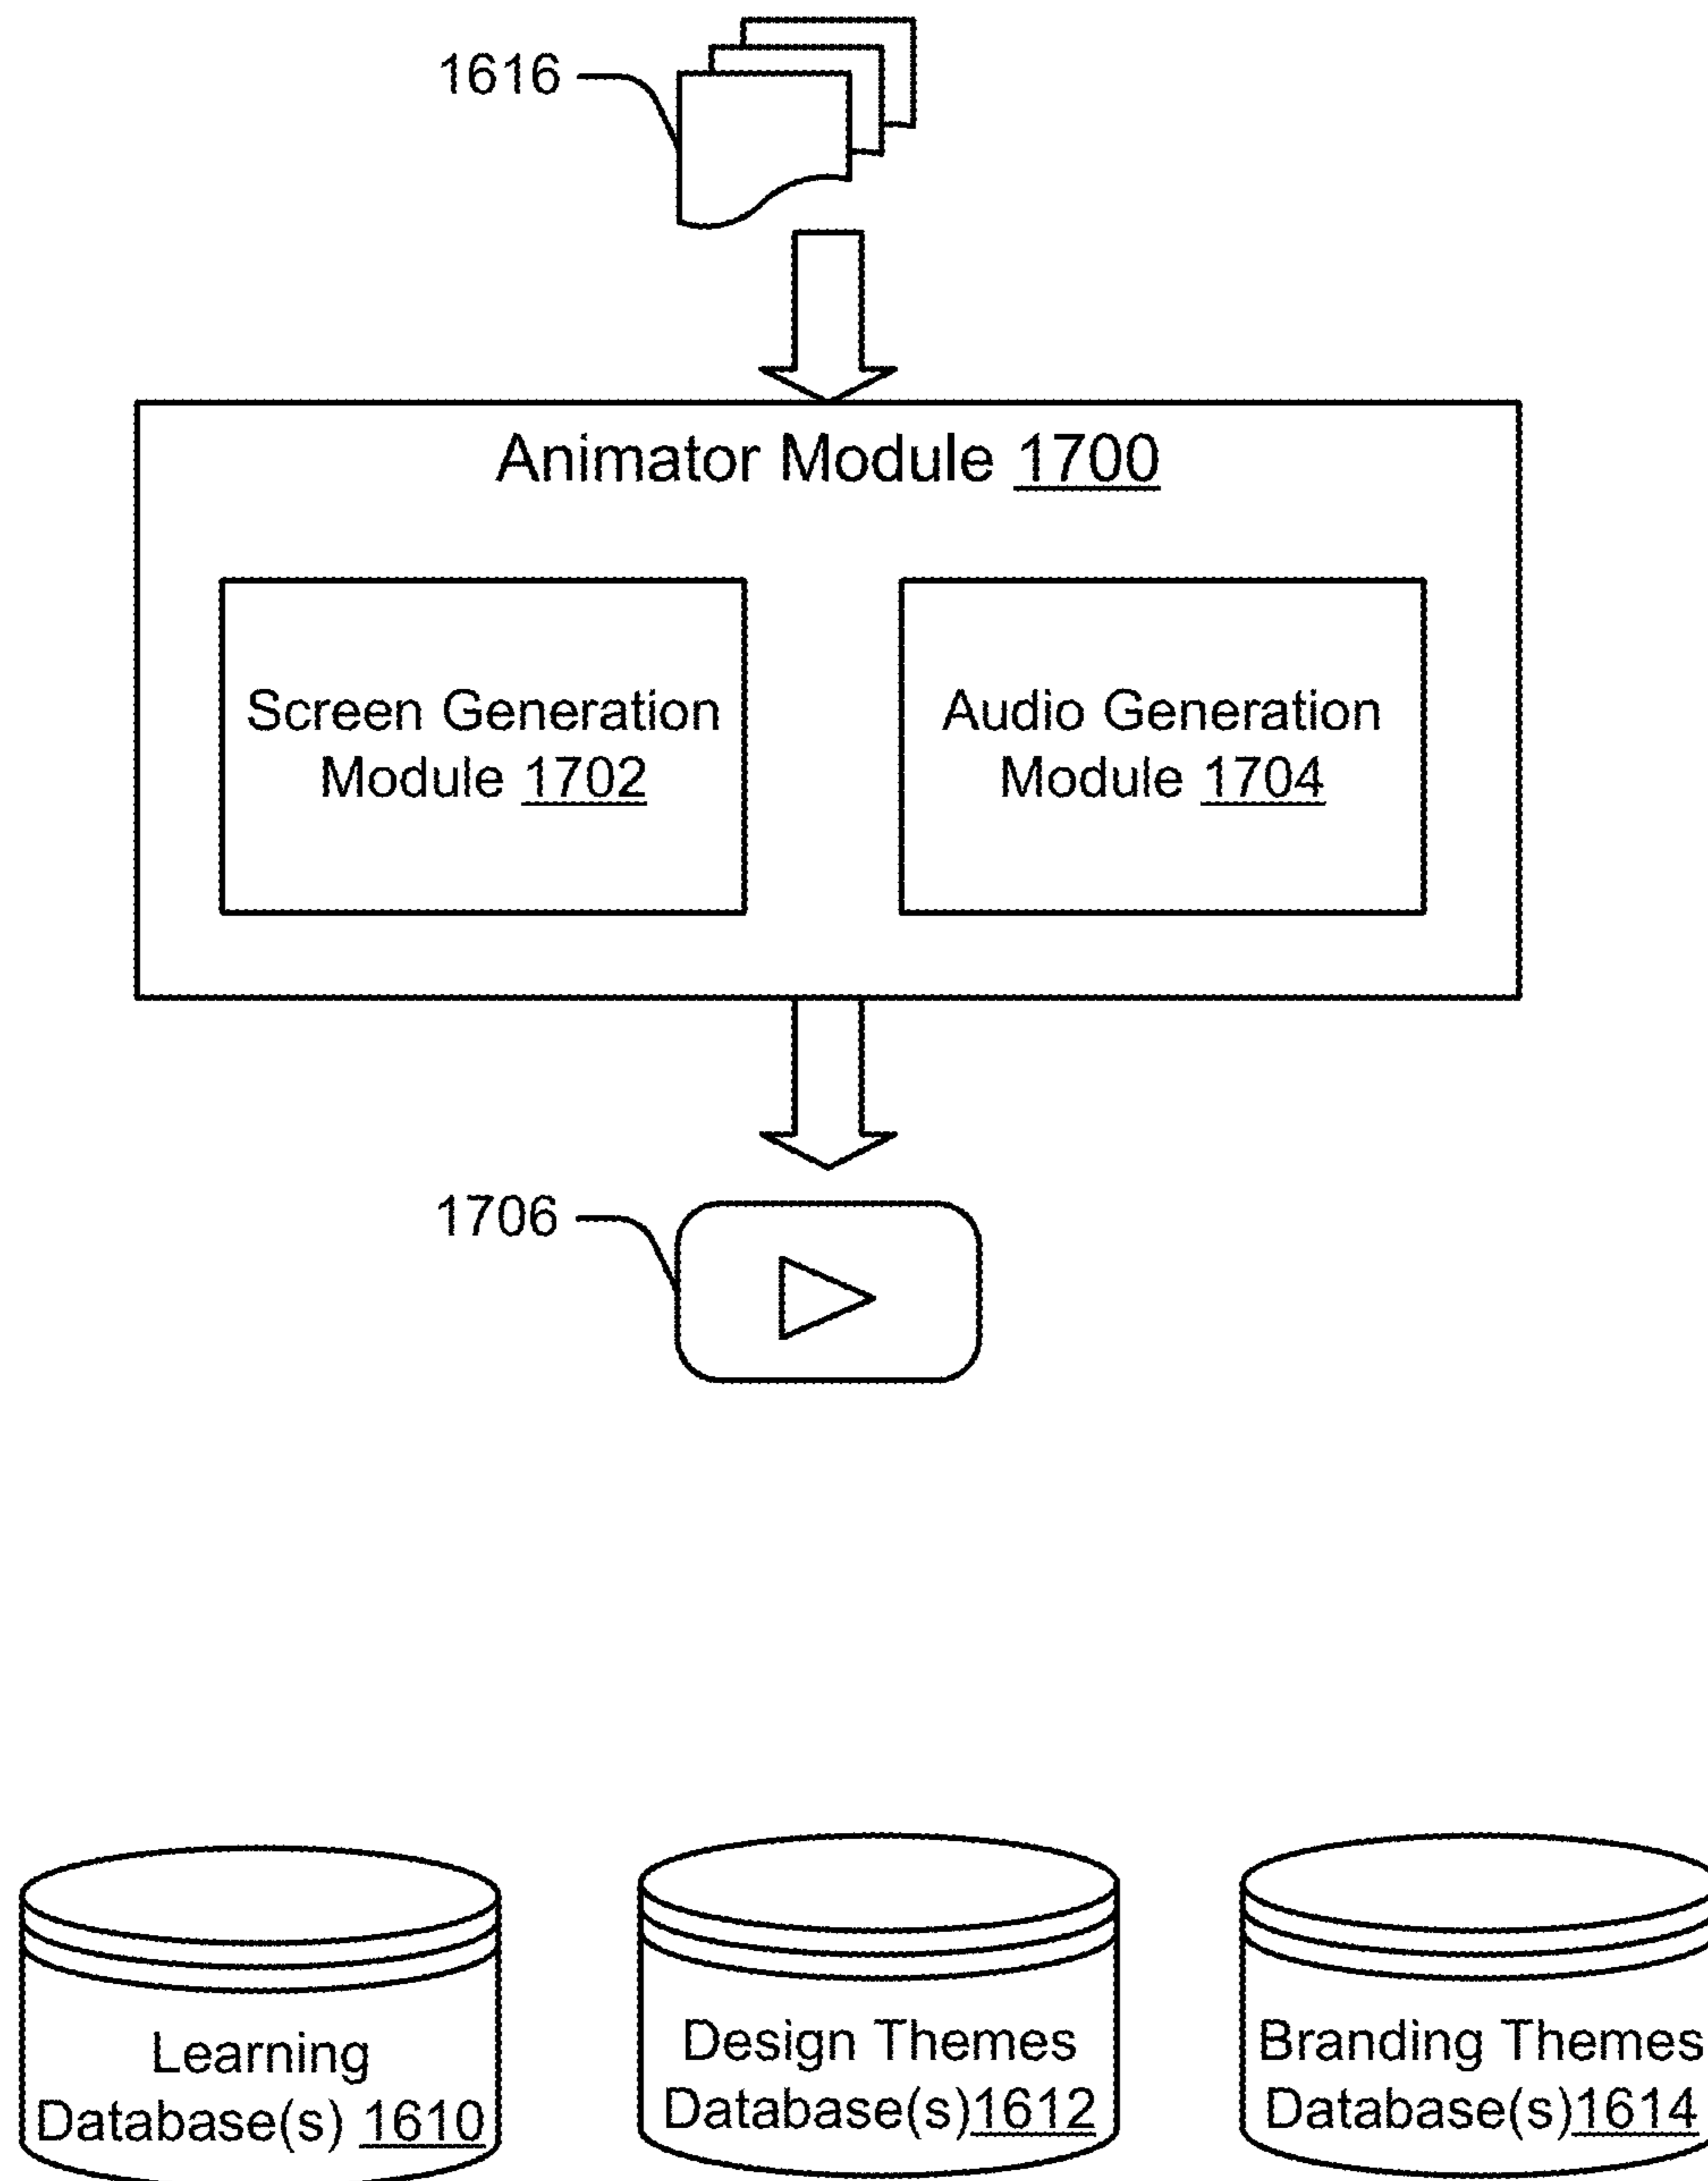 1616
Animator Module 1700
Screen Generation
Module 1702
Audio Generation
Module 1704
1706
Learning
Database(s) 1610
Design Themes
Database(s)1612
Branding Themes
Database(s)1614